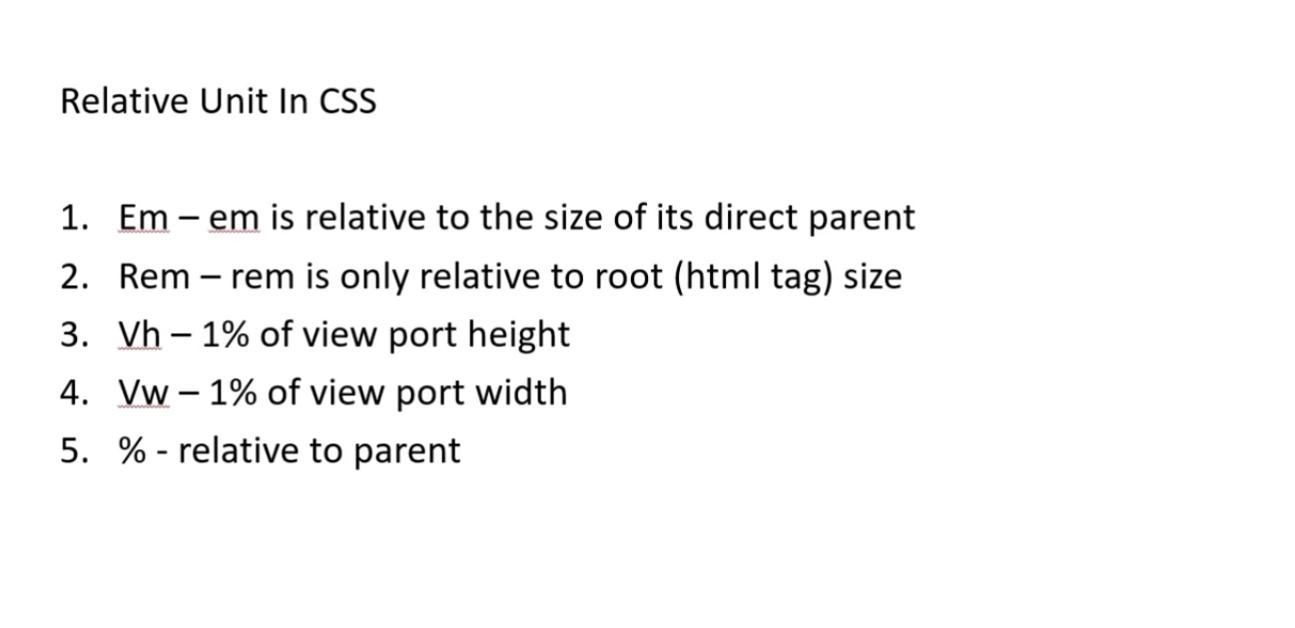 Relative Unit In CSS
1. Em – em is relative to the size of its direct parent
2. Rem – rem is only relative to root (html tag) size
3. Vh – 1% of view port height
4. Vw – 1% of view port width
5. % - relative to parent